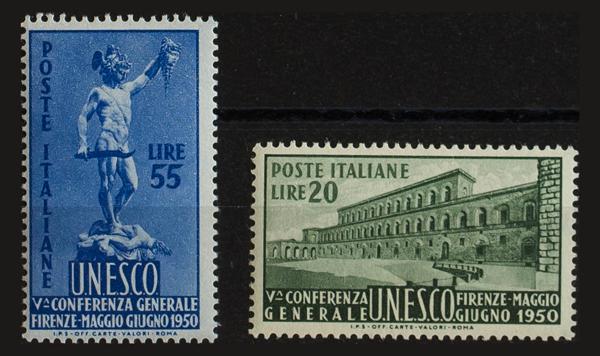 POSTE ITALIANE
LIRE
55
UNESCO
Vᴬ CONFERENZA GENERALE
FIRENZE-MAGGIO GIUGNO 1950
I.P.S-OFF.CARTE-VALORI-ROMA
POSTE ITALIANE
LIRE 20
Vᴬ CONFERENZA U.N.E.S.C.O FIRENZE-MAGGIO
GENERALE GIUGNO 1950
I.P.S-OFF.CARTE-VALORI-ROMA